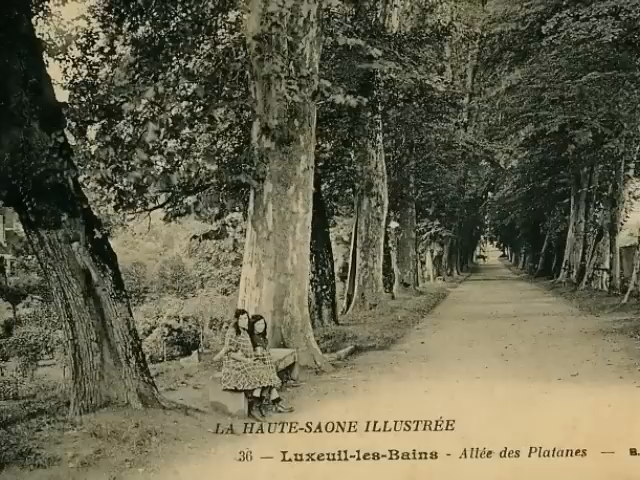 LA HAUTE-SAONE ILLUSTRÉE
36 — Luxeuil-les-Bains - Allée des Platanes — B.